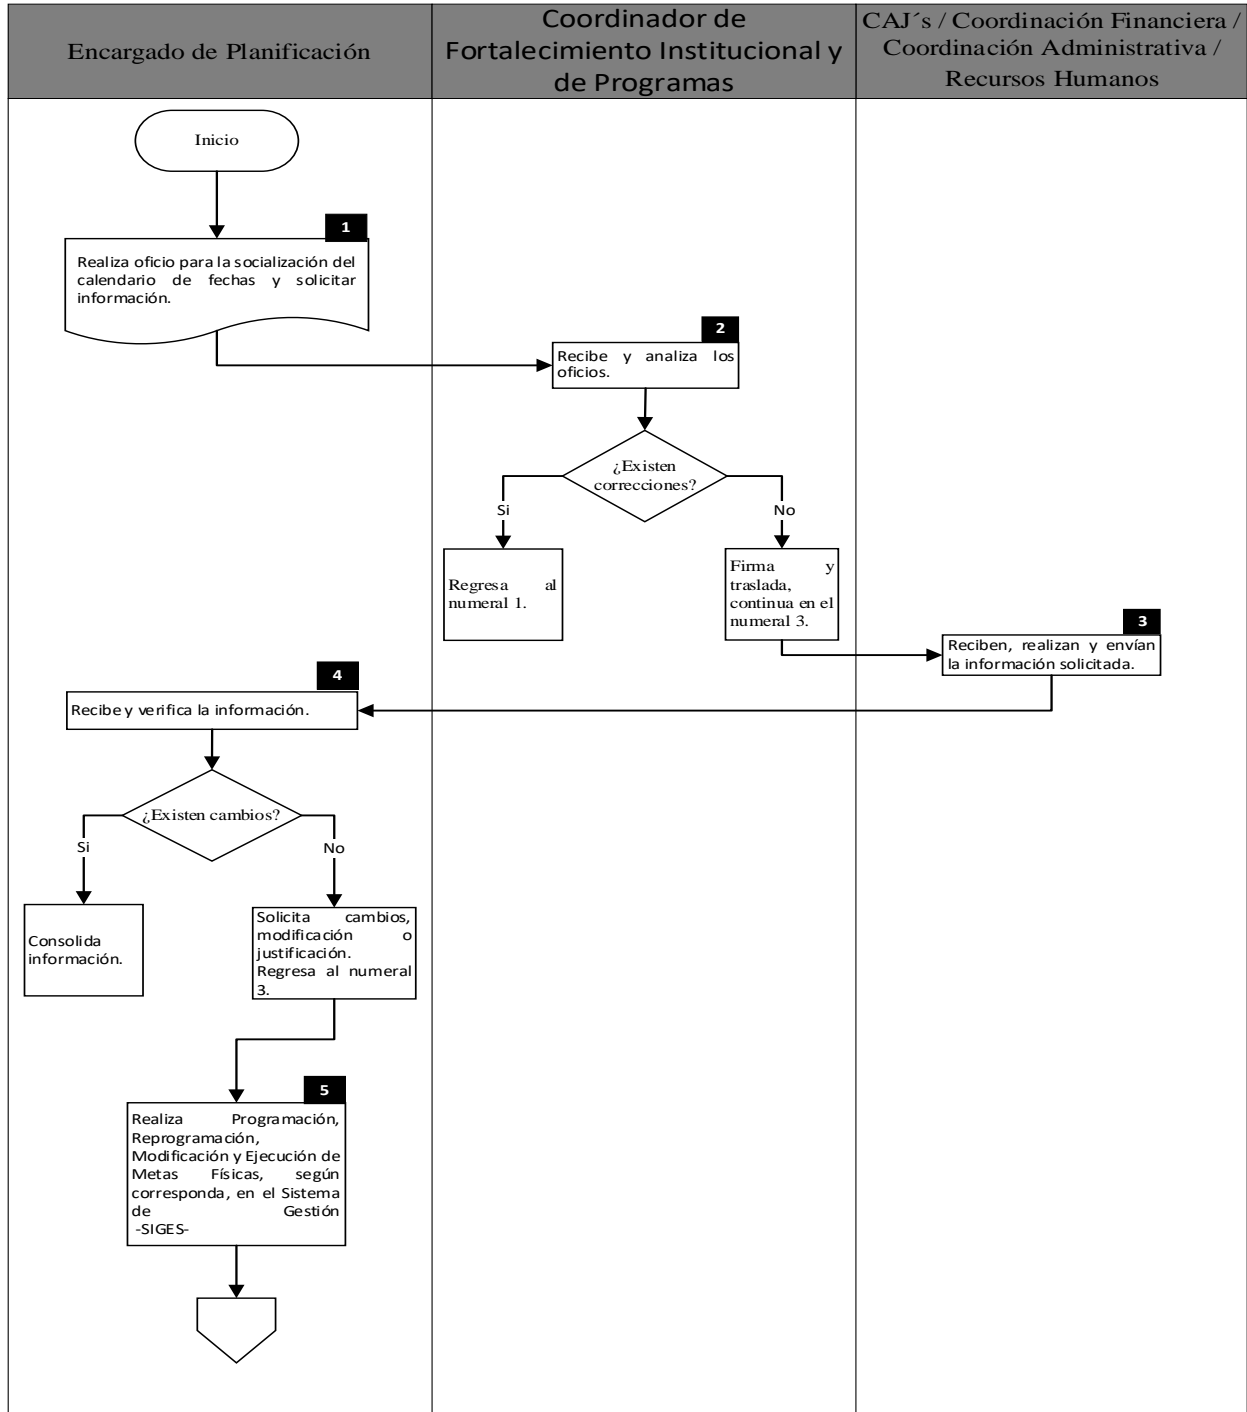 Encargado de Planificación
Coordinador de
Fortalecimiento Institucional y
de Programas
CAJ´s / Coordinación Financiera /
Coordinación Administrativa /
Recursos Humanos
Inicio
1
Realiza oficio para la socialización del
calendario de fechas y solicitar
información.
2
Recibe y analiza los
oficios.
¿Existen
correcciones?
Si
No
Regresa al
numeral 1.
Firma y
traslada,
continua en el
numeral 3.
3
Reciben, realizan y envían
la información solicitada.
4
Recibe y verifica la información.
¿Existen cambios?
Si
No
Consolida
información.
Solicita cambios,
modificación o
justificación.
Regresa al numeral
3.
5
Realiza Programación,
Reprogramación,
Modificación y Ejecución de
Metas Físicas, según
corresponda, en el Sistema
de Gestión
-SIGES-